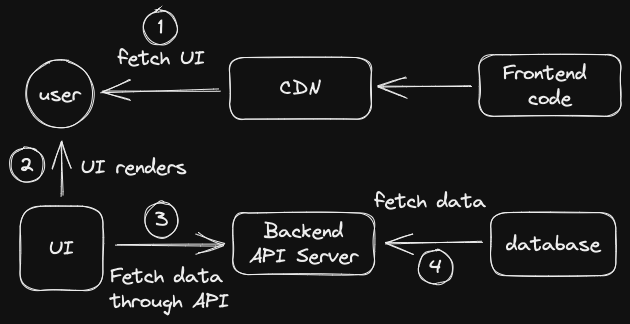 1
fetch UI
user
CDN
Frontend
code
2
UI renders
UI
3
Fetch data
through API
Backend
API Server
fetch data
4
database